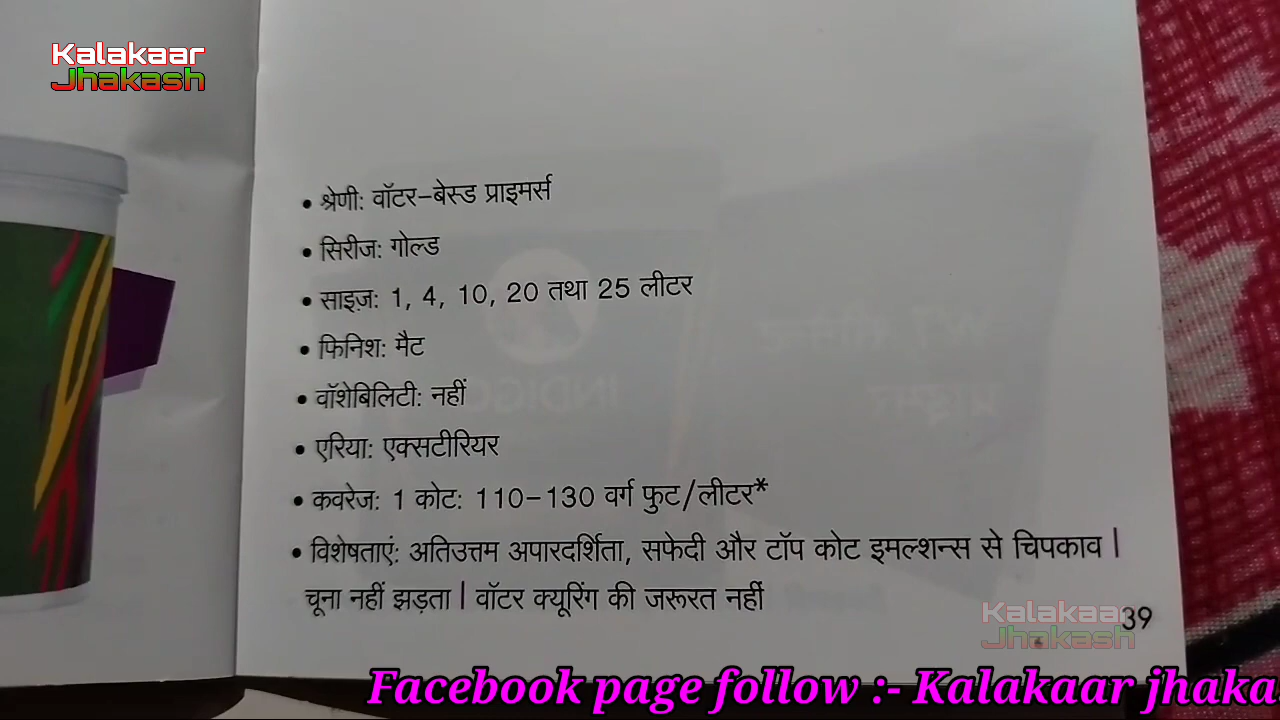 Kalakaar
Jhakash
• श्रेणी: वॉटर–बेस्ड प्राइमर्स
• सिरीज: गोल्ड
• साइज़: 1, 4, 10, 20 तथा 25 लीटर
• फिनिश: मैट
• वॉशेबिलिटी: नहीं
• एरिया: एक्सटीरियर
• कवरेज: 1 कोट: 110–130 वर्ग फुट/लीटर*
• विशेषताएं: अतिउत्तम अपारदर्शिता, सफेदी और टॉप कोट इमल्शन्स से चिपकाव |
चूना नहीं झड़ता | वॉटर क्यूरिंग की जरूरत नहीं
Kalakaar
Jhakash
39
Facebook page follow :- Kalakaar jhaka